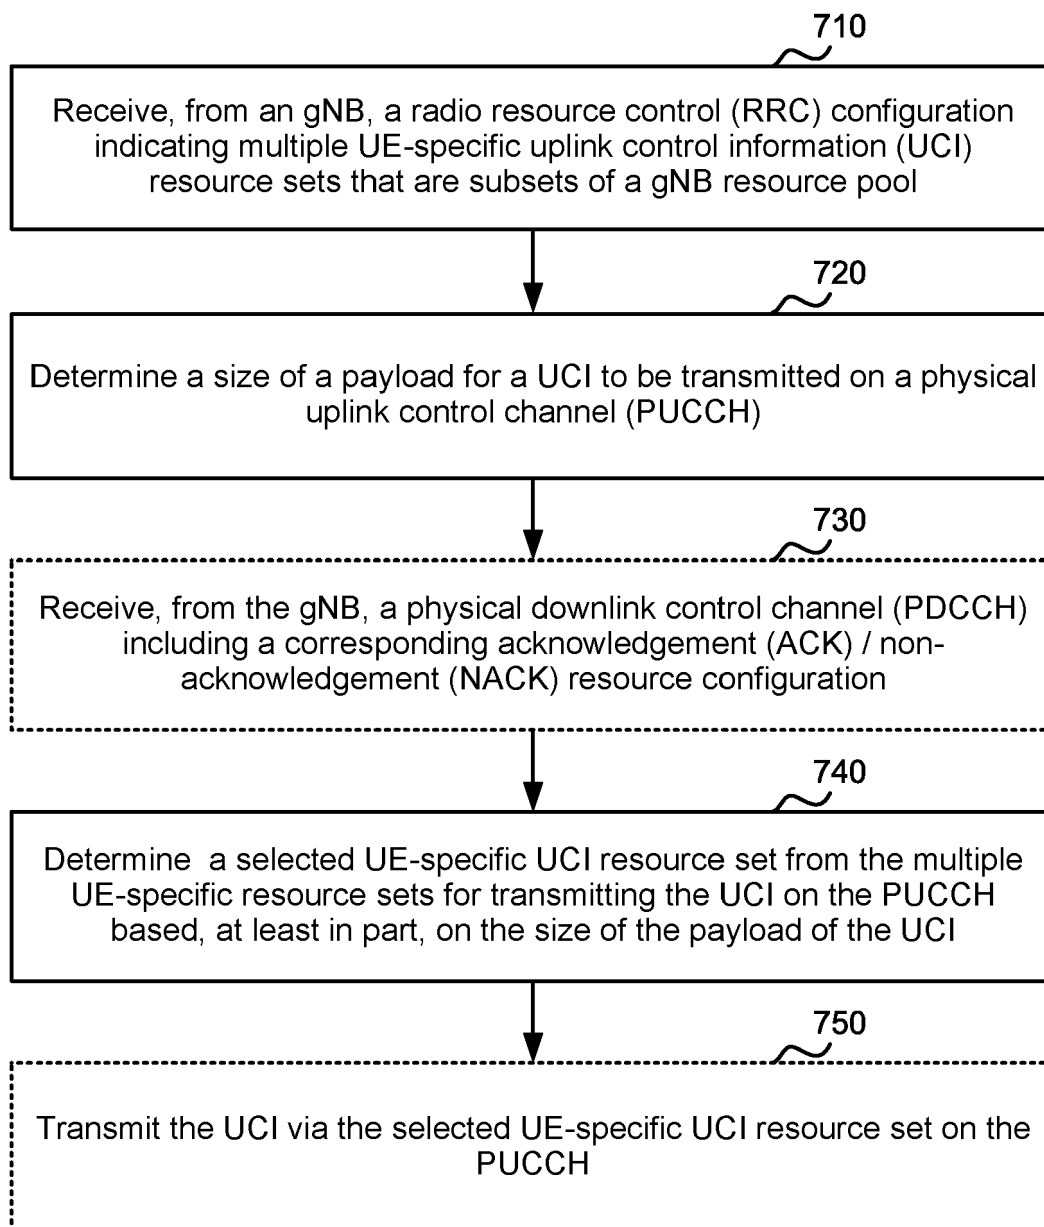 710
Receive, from an gNB, a radio resource control (RRC) configuration
indicating multiple UE-specific uplink control information (UCI)
resource sets that are subsets of a gNB resource pool
720
Determine a size of a payload for a UCI to be transmitted on a physical
uplink control channel (PUCCH)
730
Receive, from the gNB, a physical downlink control channel (PDCCH)
including a corresponding acknowledgement (ACK) / non-
acknowledgement (NACK) resource configuration
740
Determine a selected UE-specific UCI resource set from the multiple
UE-specific resource sets for transmitting the UCI on the PUCCH
based, at least in part, on the size of the payload of the UCI
750
Transmit the UCI via the selected UE-specific UCI resource set on the
PUCCH